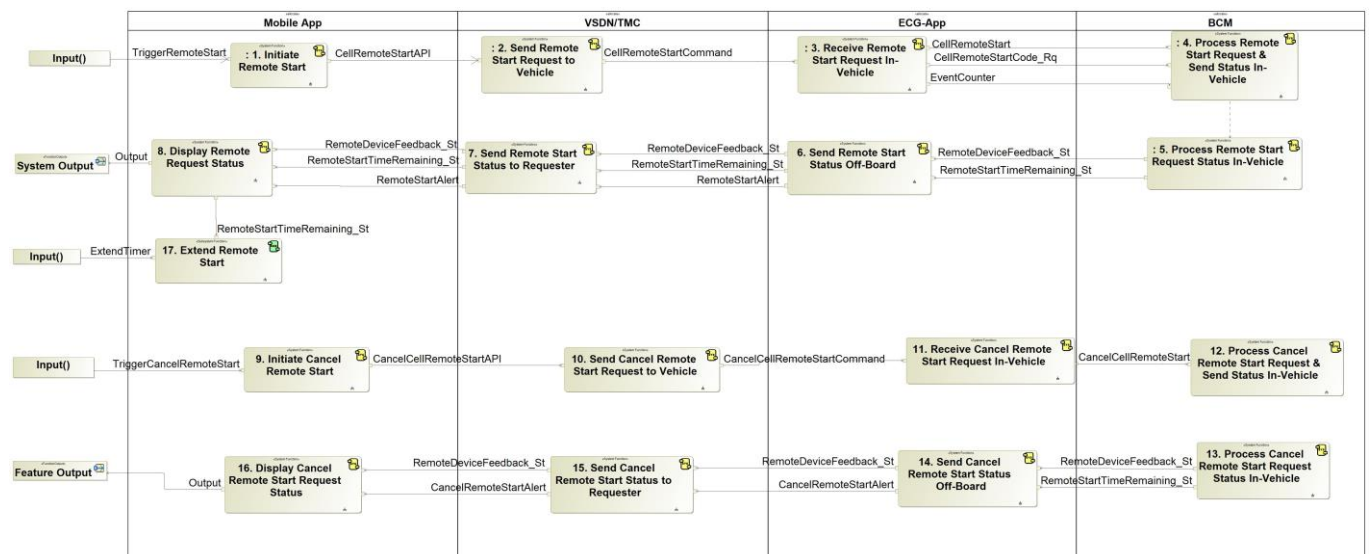 Mobile App
VSDN/TMC
ECG-App
BCM
Input()
TriggerRemoteStart
: 1. Initiate
Remote Start
CellRemoteStartAPI
: 2. Send Remote
Start Request to
Vehicle
CellRemoteStartCommand
: 3. Receive Remote
Start Request In-
Vehicle
CellRemoteStart
CellRemoteStartCode_Rq
EventCounter
: 4. Process Remote
Start Request &
Send Status In-
Vehicle
System Output
Output
8. Display Remote
Request Status
RemoteDeviceFeedback_St
RemoteStartTimeRemaining_St
RemoteStartAlert
7. Send Remote Start
Status to Requester
RemoteDeviceFeedback_St
RemoteStartTimeRemaining_St
RemoteStartAlert
6. Send Remote Start
Status Off-Board
RemoteDeviceFeedback_St
RemoteStartTimeRemaining_St
: 5. Process Remote Start
Request Status In-Vehicle
RemoteStartTimeRemaining_St
Input()
ExtendTimer
17. Extend Remote
Start
Input()
TriggerCancelRemoteStart
9. Initiate Cancel
Remote Start
CancelCellRemoteStartAPI
10. Send Cancel Remote
Start Request to Vehicle
CancelCellRemoteStartCommand
11. Receive Cancel Remote
Start Request In-Vehicle
CancelCellRemoteStart
12. Process Cancel
Remote Start Request &
Send Status In-Vehicle
Feature Output
Output
16. Display Cancel
Remote Start Request
Status
RemoteDeviceFeedback_St
CancelRemoteStartAlert
15. Send Cancel
Remote Start Status to
Requester
RemoteDeviceFeedback_St
CancelRemoteStartAlert
14. Send Cancel
Remote Start Status
Off-Board
RemoteDeviceFeedback_St
RemoteStartTimeRemaining_St
13. Process Cancel
Remote Start Request
Status In-Vehicle